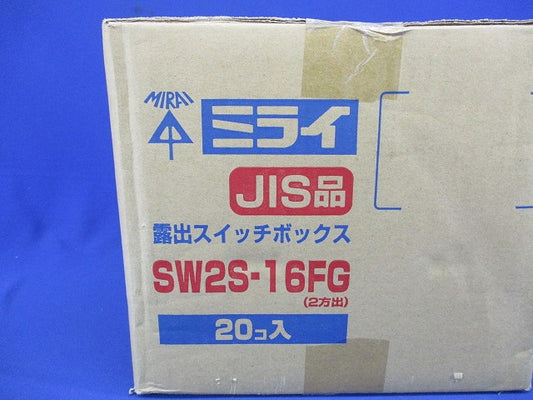 MIRAI
ミライ
JIS品
露出スイッチボックス
SW2S-16FG
(2方出)
20コ入